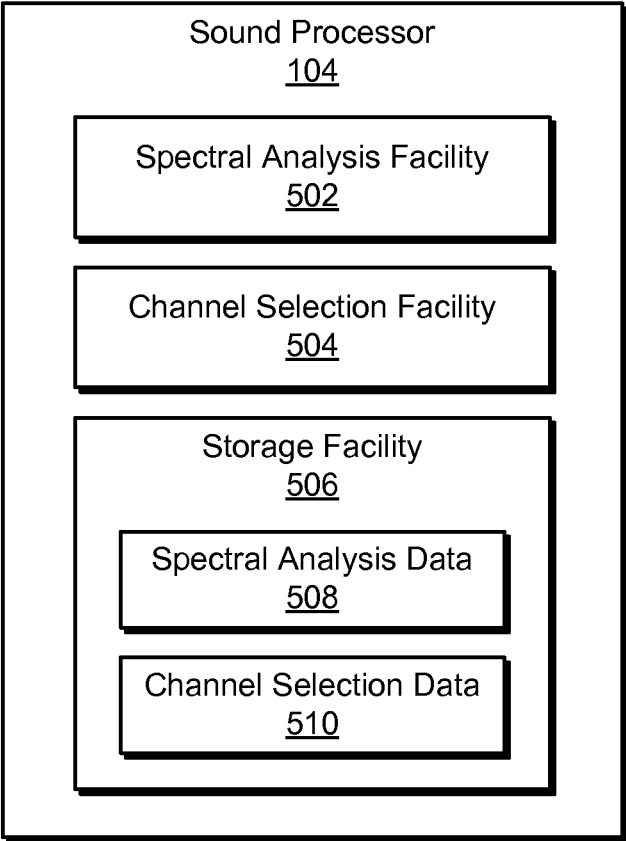 Sound Processor
104
Spectral Analysis Facility
502
Channel Selection Facility
504
Storage Facility
506
Spectral Analysis Data
508
Channel Selection Data
510